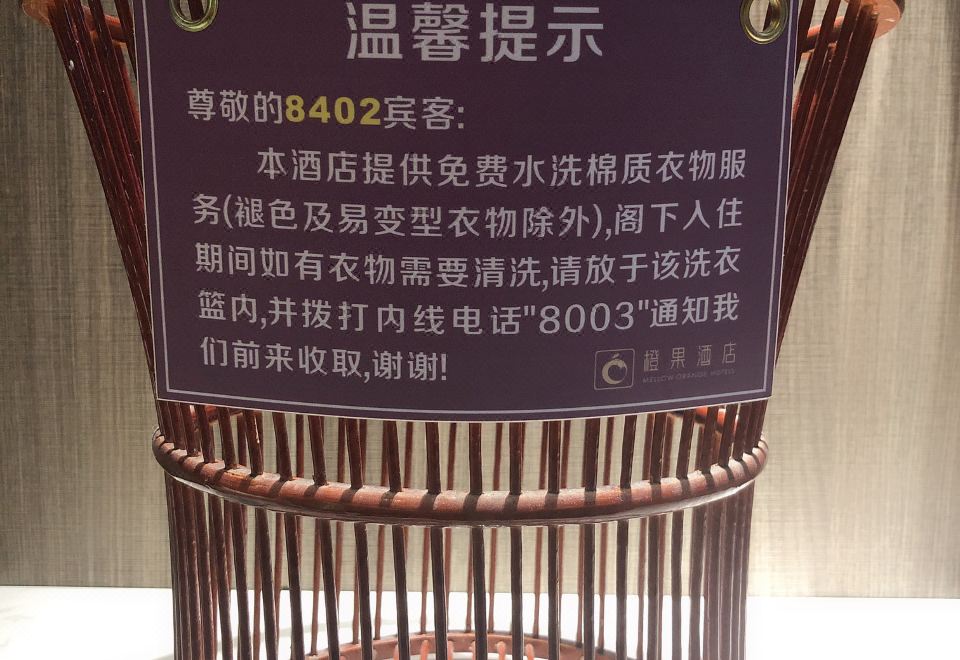 温馨提示
尊敬的8402宾客:
本酒店提供免费水洗棉质衣物服
务(褪色及易变型衣物除外),阁下入住
期间如有衣物需要清洗,请放于该洗衣
篮内,并拨打内线电话"8003"通知我
们前来收取,谢谢!
橙果酒店
MELLOW ORANGE HOTELS